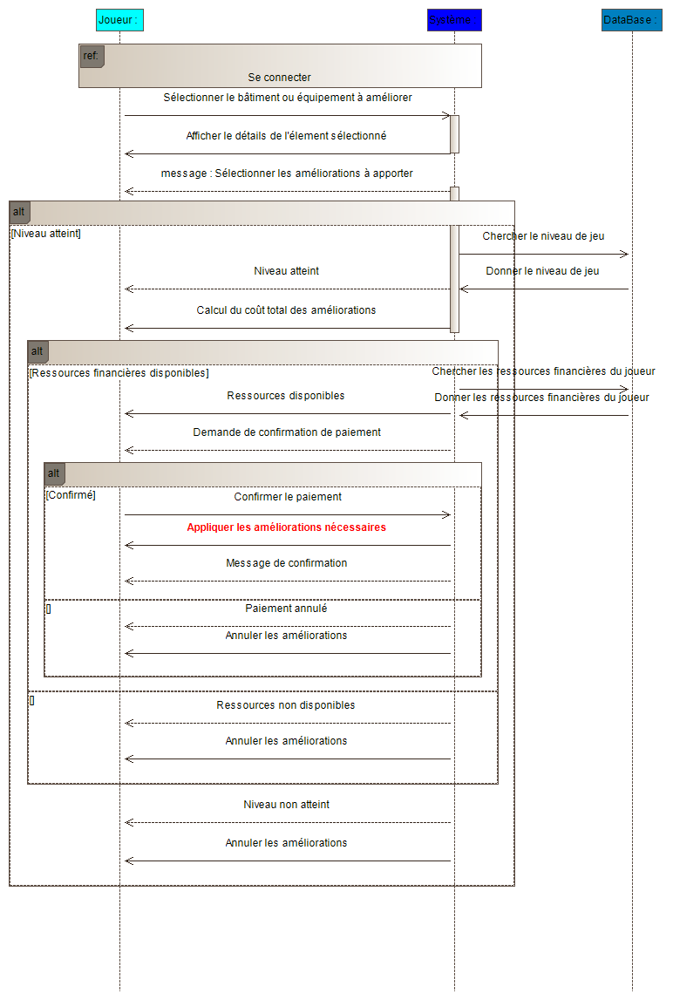 Joueur :
Système :
DataBase :
ref:
Se connecter
Sélectionner le bâtiment ou équipement à améliorer
Afficher le détails de l'élement sélectionné
message : Sélectionner les améliorations à apporter
alt
[Niveau atteint]
Chercher le niveau de jeu
Niveau atteint
Donner le niveau de jeu
Calcul du coût total des améliorations
alt
[Ressources financières disponibles]
Chercher les ressources financières du joueur
Ressources disponibles
Donner les ressources financières du joueur
Demande de confirmation de paiement
alt
[Confirmé]
Confirmer le paiement
Appliquer les améliorations nécessaires
Message de confirmation
[]
Paiement annulé
Annuler les améliorations
[]
Ressources non disponibles
Annuler les améliorations
Niveau non atteint
Annuler les améliorations